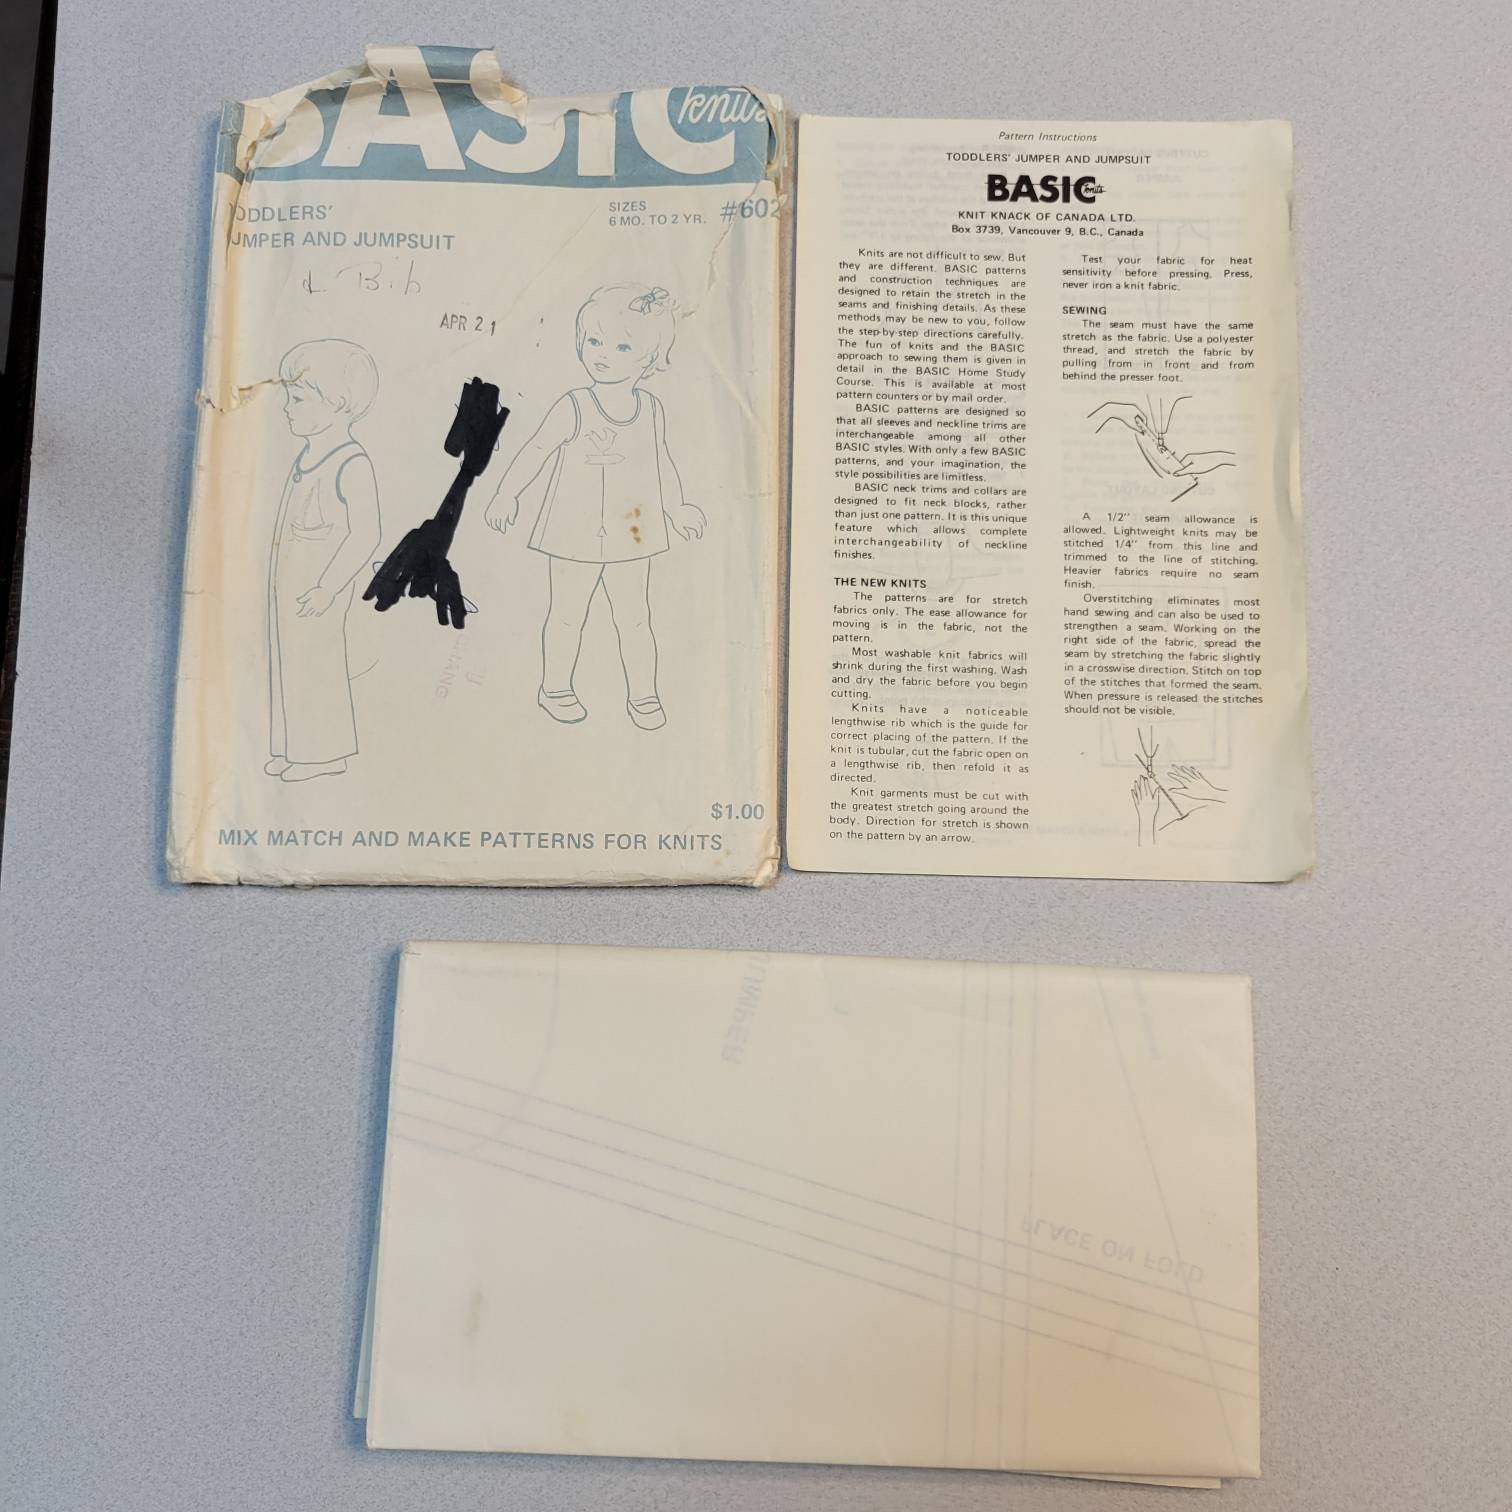 BASIC knits
TODDLERS'
JUMPER AND JUMPSUIT
SIZES
6 MO. TO 2 YR.
#602
& Bib
APR 21
$1.00
MIX MATCH AND MAKE PATTERNS FOR KNITS
Pattern Instructions
TODDLERS' JUMPER AND JUMPSUIT
BASIC knits
KNIT KNACK OF CANADA LTD.
Box 3739, Vancouver 9, B.C., Canada
Knits are not difficult to sew. But
they are different. BASIC patterns
and construction techniques are
designed to retain the stretch in the
seams and finishing details. As these
methods may be new to you, follow
the step-by-step directions carefully.
The fun of knits and the BASIC
approach to sewing them is given in
detail in the BASIC Home Study
Course. This is available at most
pattern counters or by mail order.
BASIC patterns are designed so
that all sleeves and neckline trims are
interchangeable among all other
BASIC styles. With only a few BASIC
patterns, and your imagination, the
style possibilities are limitless.
BASIC neck trims and collars are
designed to fit neck blocks, rather
than just one pattern. It is this unique
feature which allows complete
interchangeability of neckline
finishes.
THE NEW KNITS
The patterns are for stretch
fabrics only. The ease allowance for
moving is in the fabric, not the
pattern.
Most washable knit fabrics will
shrink during the first washing. Wash
and dry the fabric before you begin
cutting.
Knits have a noticeable
lengthwise rib which is the guide for
correct placing of the pattern. If the
knit is tubular, cut the fabric open on
a lengthwise rib, then refold it as
directed.
Knit garments must be cut with
the greatest stretch going around the
body. Direction for stretch is shown
on the pattern by an arrow.
Test your fabric for heat
sensitivity before pressing. Press,
never iron a knit fabric.
SEWING
The seam must have the same
stretch as the fabric. Use a polyester
thread, and stretch the fabric by
pulling from in front and from
behind the presser foot.
A 1/2" seam allowance is
allowed. Lightweight knits may be
stitched 1/4" from this line and
trimmed to the line of stitching.
Heavier fabrics require no seam
finish.
Overstitching eliminates most
hand sewing and can also be used to
strengthen a seam. Working on the
right side of the fabric, spread the
seam by stretching the fabric slightly
in a crosswise direction. Stitch on top
of the stitches that formed the seam.
When pressure is released the stitches
should not be visible.
JUMPER
PLACE ON FOLD